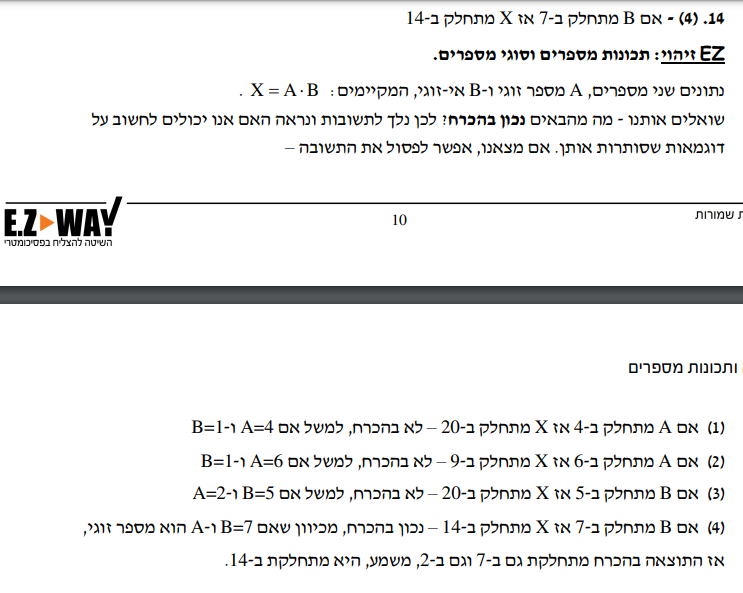 14. (4) - אם B מתחלק ב-7 אז X מתחלק ב-14
EZ זיהוי: תכונות מספרים וסוגי מספרים.
נתונים שני מספרים, A מספר זוגי ו-B אי-זוגי, המקיימים: X = A·B .
שואלים אותנו - מה מהבאים נכון בהכרח? לכן נלך לתשובות ונראה האם אנו יכולים לחשוב על
דוגמאות שסותרות אותן. אם מצאנו, אפשר לפסול את התשובה –
ת שמורות
10
E.Z WAY
השיטה להצליח בפסיכומטרי
ותכונות מספרים
(1) אם A מתחלק ב-4 אז X מתחלק ב-20 – לא בהכרח, למשל אם A=4 ו-B=1
(2) אם A מתחלק ב-6 אז X מתחלק ב-9 – לא בהכרח, למשל אם A=6 ו-B=1
(3) אם B מתחלק ב-5 אז X מתחלק ב-20 – לא בהכרח, למשל אם B=5 ו-A=2
(4) אם B מתחלק ב-7 אז X מתחלק ב-14 – נכון בהכרח, מכיוון שאם B=7 ו-A הוא מספר זוגי,
אז התוצאה בהכרח מתחלקת גם ב-7 וגם ב-2, משמע, היא מתחלקת ב-14.